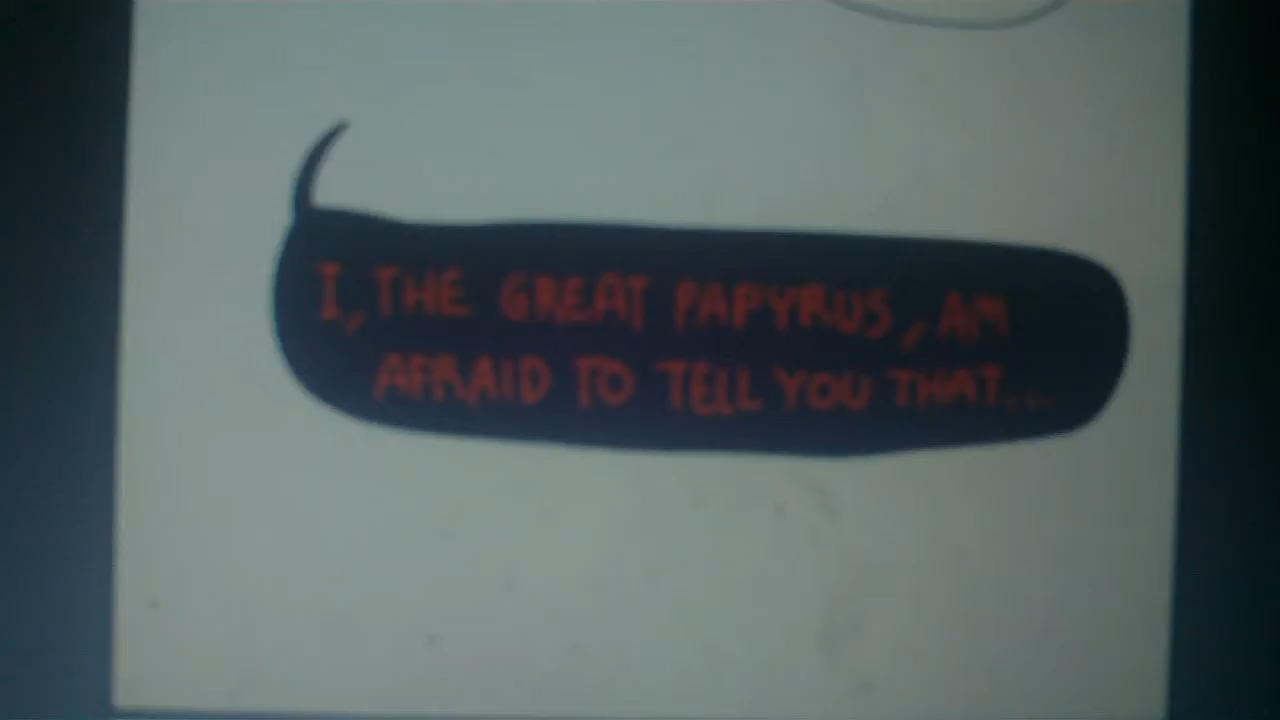 I, THE GREAT PAPYRUS, AM
AFRAID TO TELL YOU THAT...